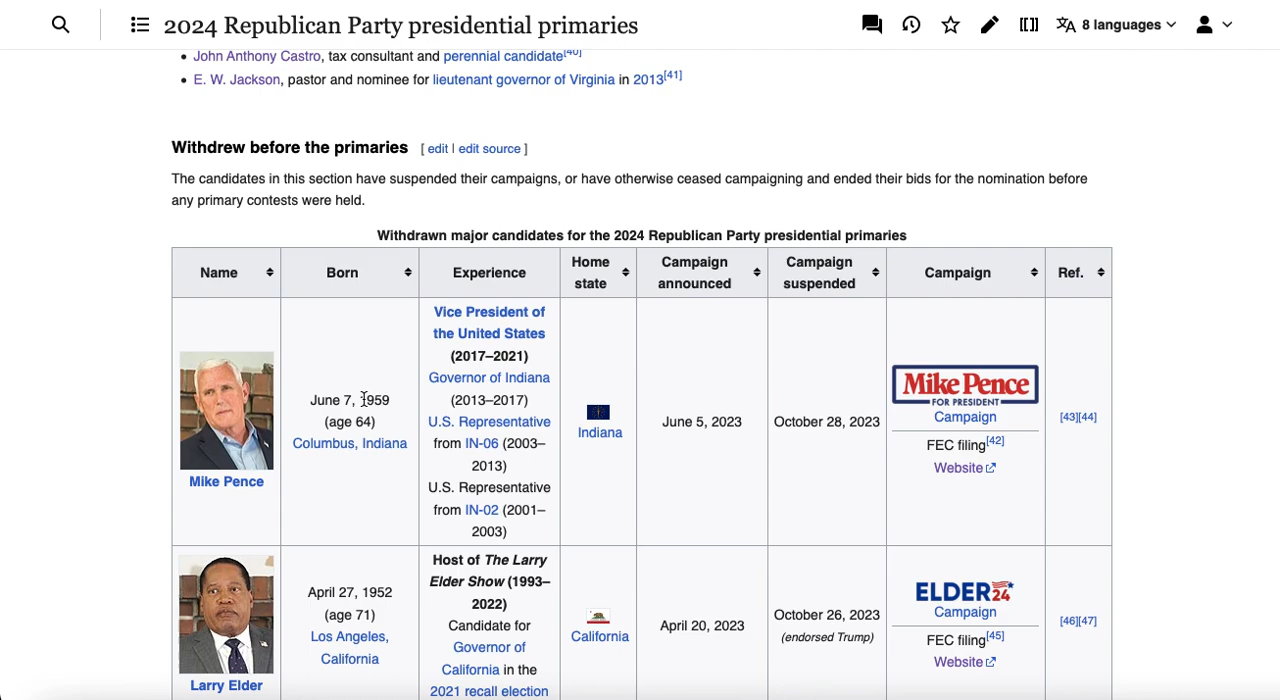 2024 Republican Party presidential primaries
8 languages
John Anthony Castro, tax consultant and perennial candidate[40]
E. W. Jackson, pastor and nominee for lieutenant governor of Virginia in 2013[41]
Withdrew before the primaries [ edit | edit source ]
The candidates in this section have suspended their campaigns, or have otherwise ceased campaigning and ended their bids for the nomination before
any primary contests were held.
Withdrawn major candidates for the 2024 Republican Party presidential primaries
Name
Born
Experience
Home
state
Campaign
announced
Campaign
suspended
Campaign
Ref.
Mike Pence
June 7, 1959
(age 64)
Columbus, Indiana
Vice President of
the United States
(2017–2021)
Governor of Indiana
(2013–2017)
U.S. Representative
from IN-06 (2003–
2013)
U.S. Representative
from IN-02 (2001–
2003)
Indiana
June 5, 2023
October 28, 2023
Mike Pence
FOR PRESIDENT
Campaign
FEC filing[42]
Website
[43][44]
Larry Elder
April 27, 1952
(age 71)
Los Angeles,
California
Host of The Larry
Elder Show (1993–
2022)
Candidate for
Governor of
California in the
2021 recall election
California
April 20, 2023
October 26, 2023
(endorsed Trump)
ELDER24
Campaign
FEC filing[45]
Website
[46][47]